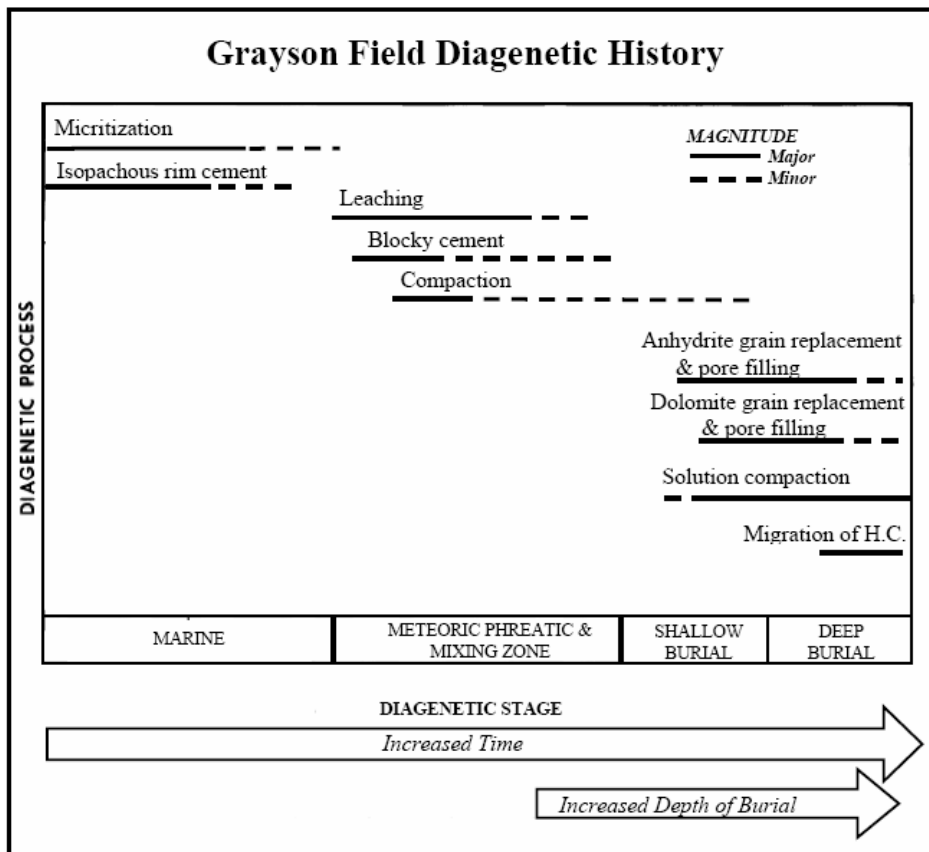 Grayson Field Diagenetic History
Micritization
MAGNITUDE
Major
Isopachous rim cement
Minor
Leaching
Blocky cement
Compaction
Anhydrite grain replacement
& pore filling
Dolomite grain replacement
& pore filling
Solution compaction
Migration of H.C.
DIAGENETIC PROCESS
MARINE
METEORIC PHREATIC &
MIXING ZONE
SHALLOW
BURIAL
DEEP
BURIAL
DIAGENETIC STAGE
Increased Time
Increased Depth of Burial